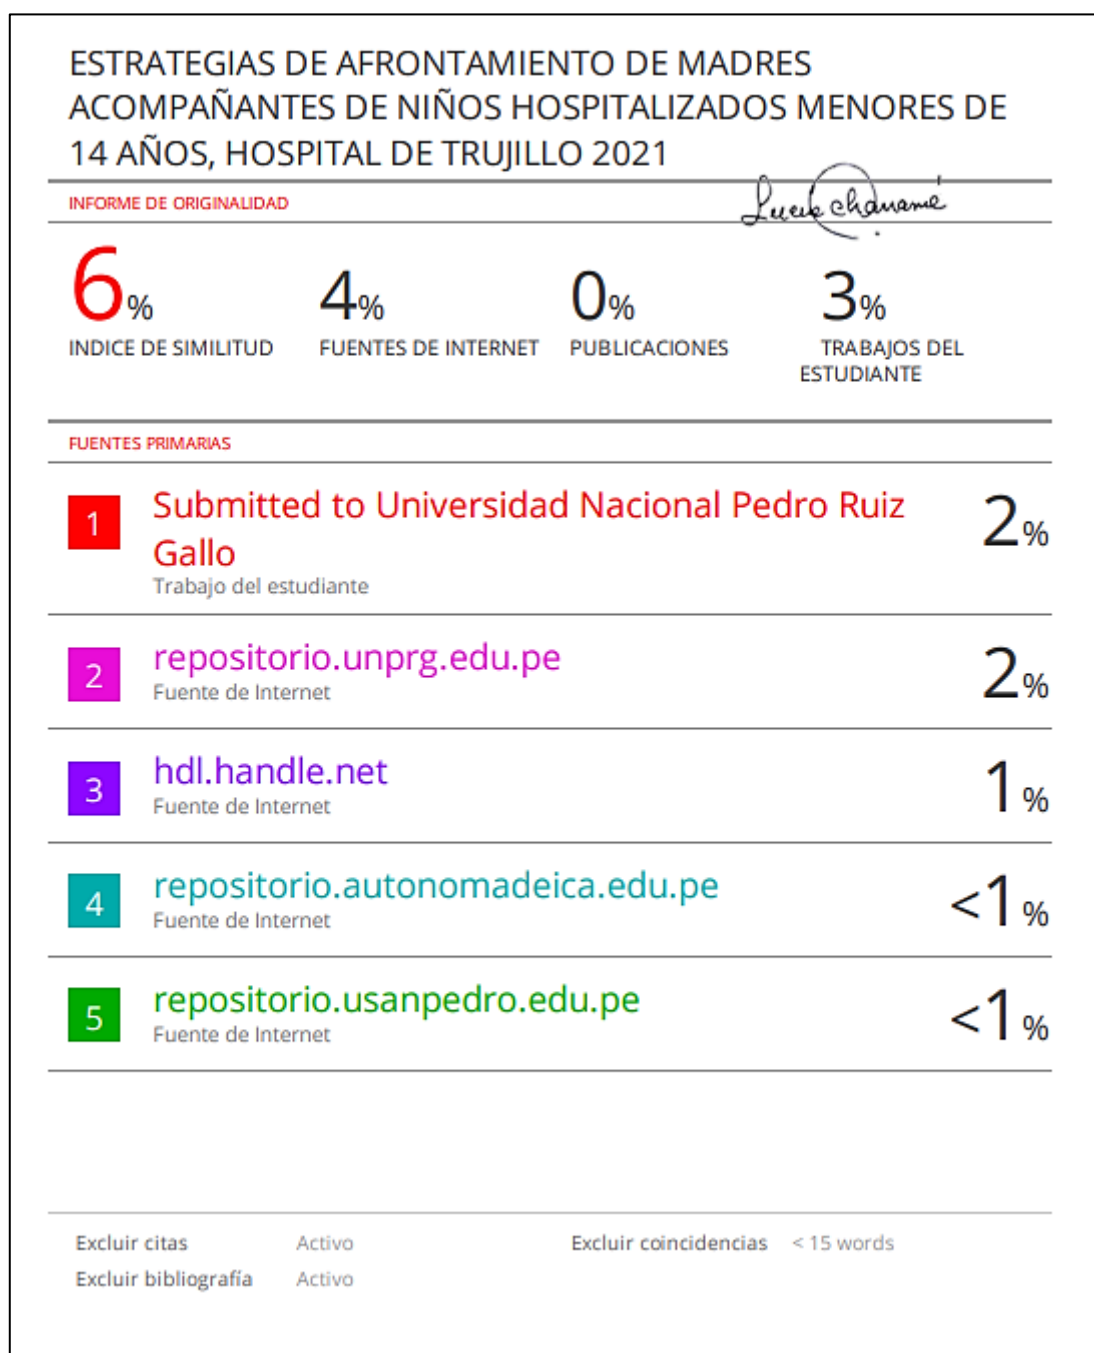 ESTRATEGIAS DE AFRONTAMIENTO DE MADRES
ACOMPAÑANTES DE NIÑOS HOSPITALIZADOS MENORES DE
14 AÑOS, HOSPITAL DE TRUJILLO 2021
INFORME DE ORIGINALIDAD
6%
INDICE DE SIMILITUD
4%
FUENTES DE INTERNET
0%
PUBLICACIONES
3%
TRABAJOS DEL
ESTUDIANTE
FUENTES PRIMARIAS
1
Submitted to Universidad Nacional Pedro Ruiz
Gallo
Trabajo del estudiante
2%
2
repositorio.unprg.edu.pe
Fuente de Internet
2%
3
hdl.handle.net
Fuente de Internet
1%
4
repositorio.autonomadeica.edu.pe
Fuente de Internet
<1%
5
repositorio.usanpedro.edu.pe
Fuente de Internet
<1%
Excluir citas Activo Excluir coincidencias < 15 words
Excluir bibliografía Activo